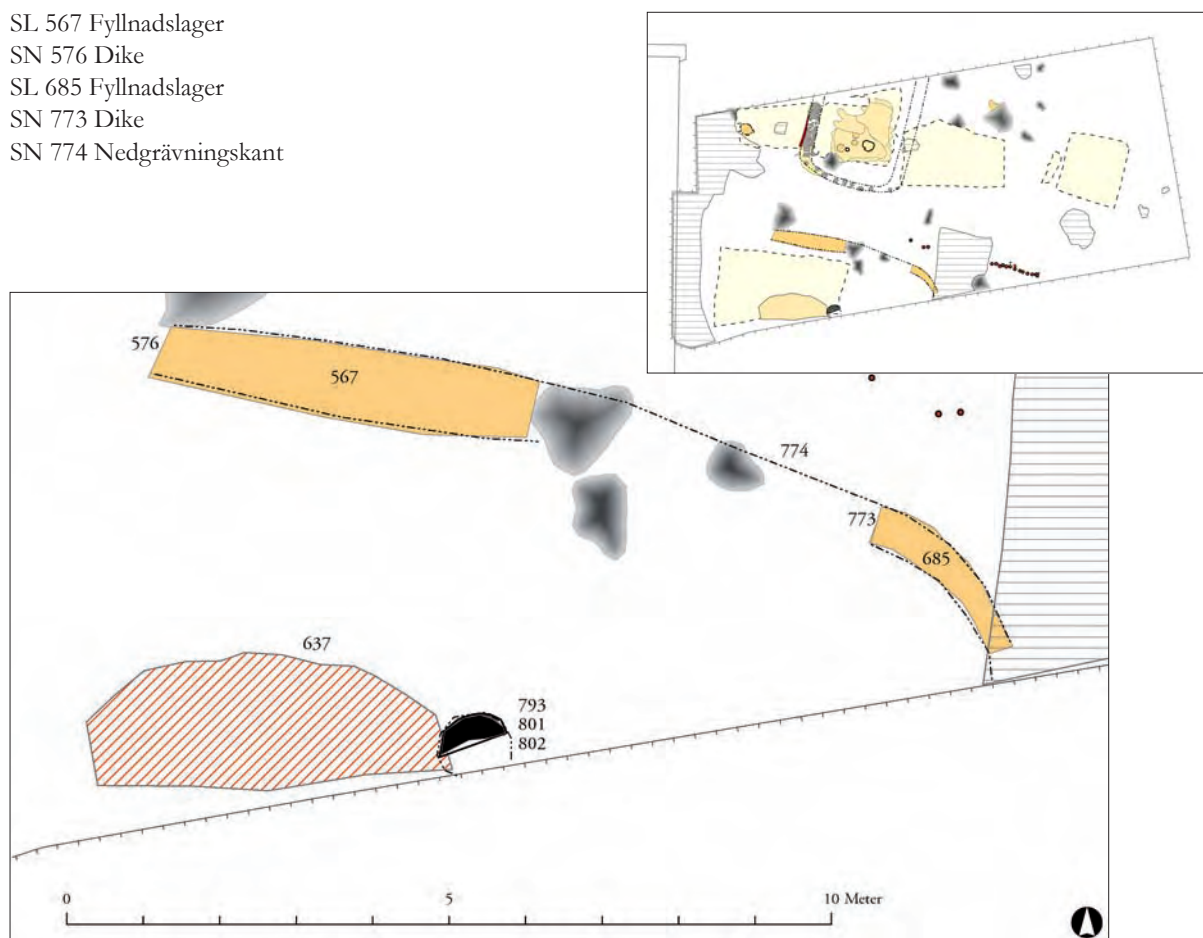 SL 567 Fyllnadslager
SN 576 Dike
SL 685 Fyllnadslager
SN 773 Dike
SN 774 Nedgrävningskant
576
567
774
773
685
637
793
801
802
0 5 10 Meter